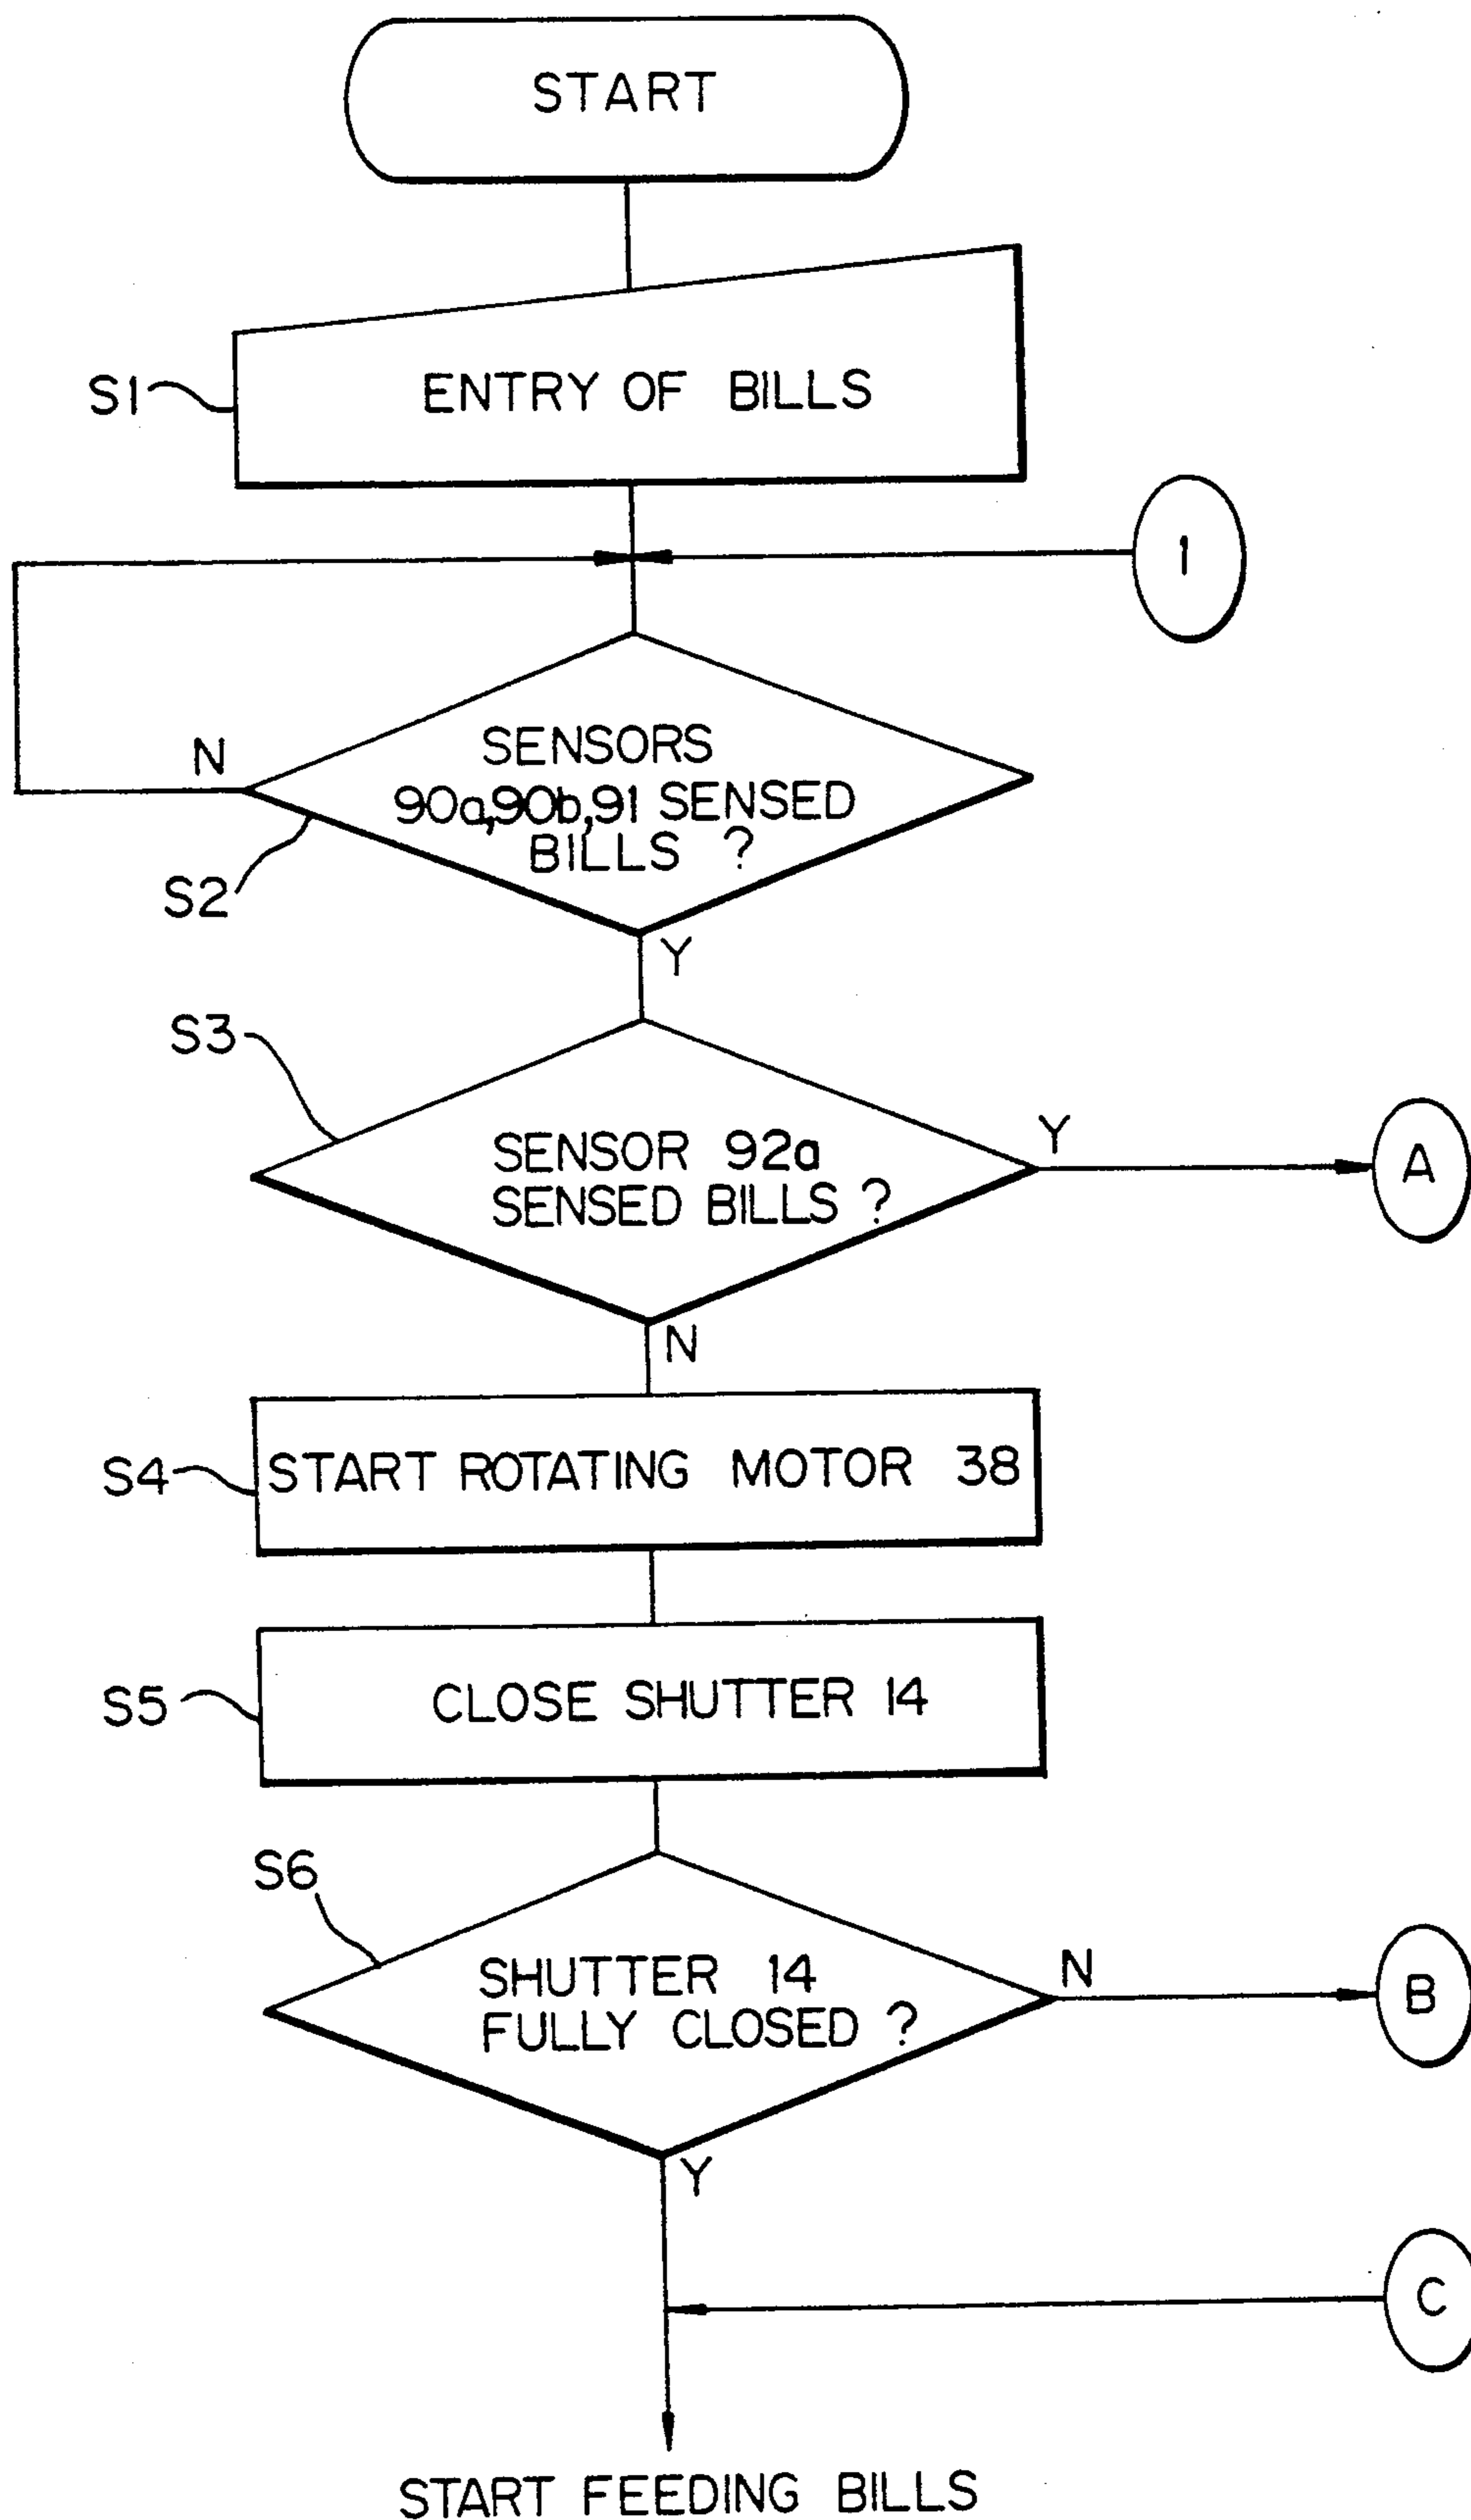 START
S1
ENTRY OF BILLS
1
N
SENSORS
90a,90b,91 SENSED
BILLS ?
S2
Y
S3
SENSOR 92a
SENSED BILLS ?
Y
A
N
S4
START ROTATING MOTOR 38
S5
CLOSE SHUTTER 14
S6
SHUTTER 14
FULLY CLOSED ?
N
B
Y
C
START FEEDING BILLS